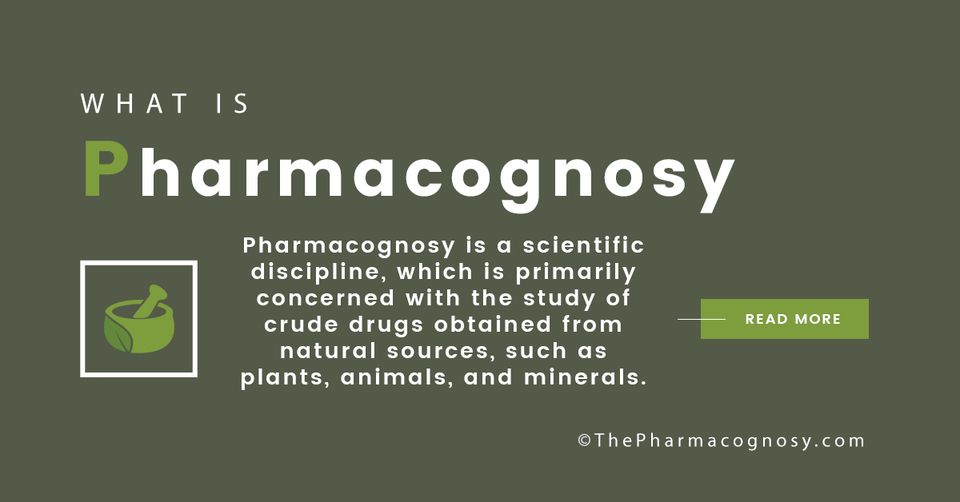 WHAT IS
Pharmacognosy
Pharmacognosy is a scientific
discipline, which is primarily
concerned with the study of
crude drugs obtained from
natural sources, such as
plants, animals, and minerals.
READ MORE
©ThePharmacognosy.com